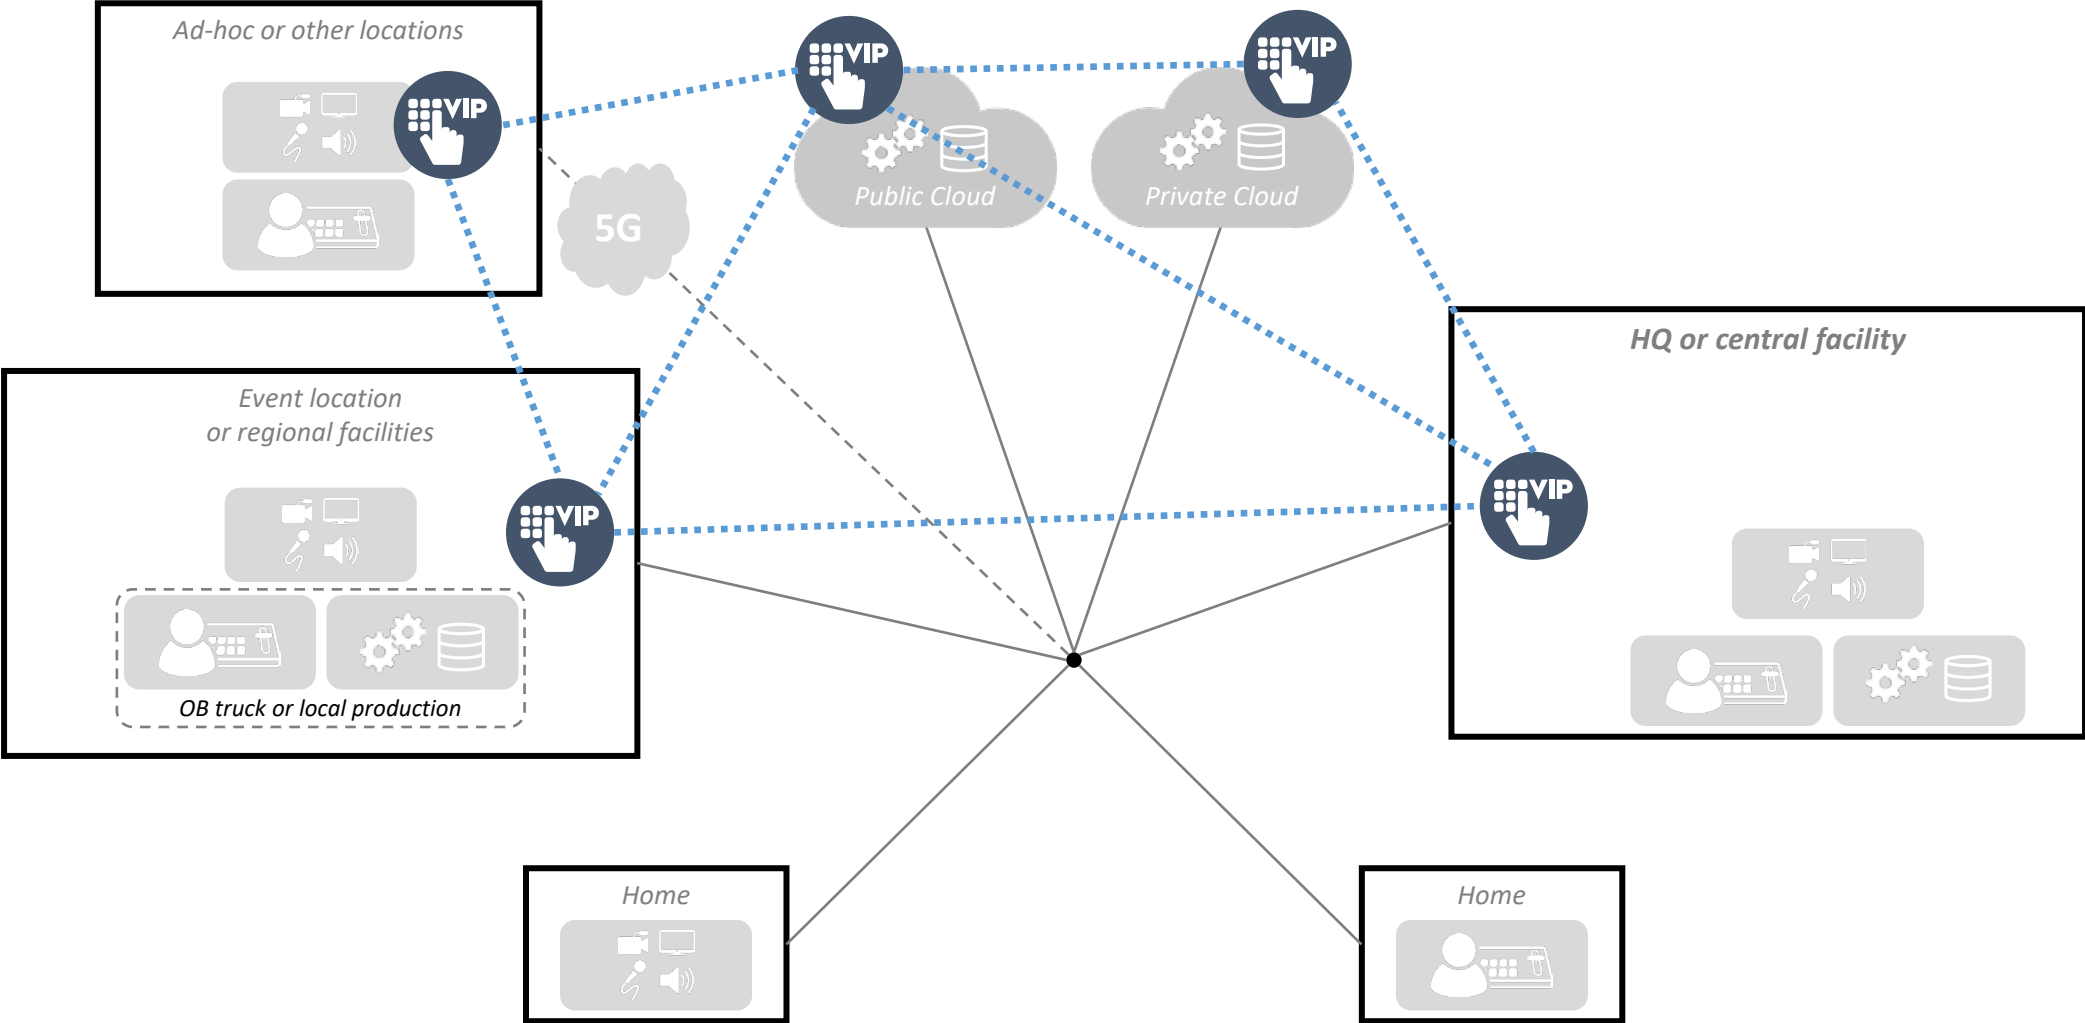 Ad-hoc or other locations
VIP
VIP
VIP
Public Cloud
Private Cloud
5G
HQ or central facility
Event location
or regional facilities
VIP
VIP
OB truck or local production
Home
Home